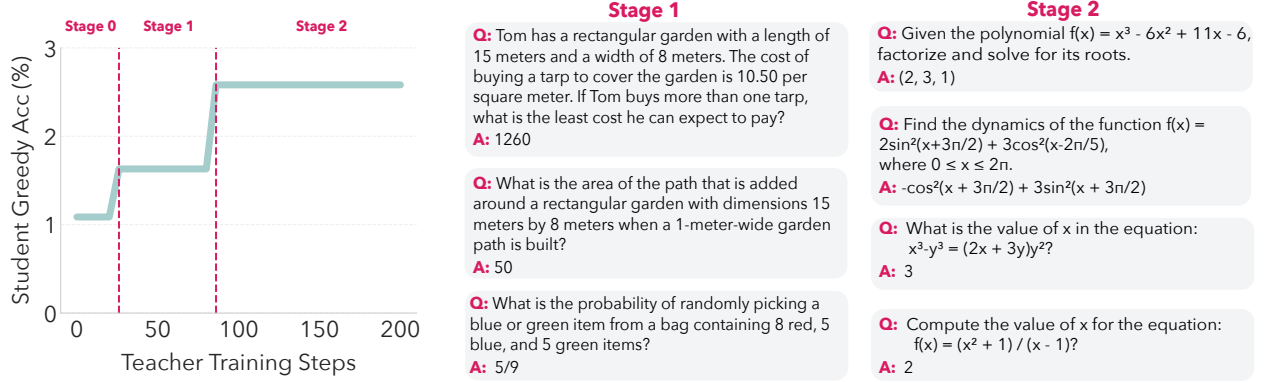 Stage 0
Stage 1
Stage 2
Student Greedy Acc (%)
3
2
1
0
0
50
100
150
200
Teacher Training Steps
Stage 1
Q: Tom has a rectangular garden with a length of
15 meters and a width of 8 meters. The cost of
buying a tarp to cover the garden is 10.50 per
square meter. If Tom buys more than one tarp,
what is the least cost he can expect to pay?
A: 1260
Q: What is the area of the path that is added
around a rectangular garden with dimensions 15
meters by 8 meters when a 1-meter-wide garden
path is built?
A: 50
Q: What is the probability of randomly picking a
blue or green item from a bag containing 8 red, 5
blue, and 5 green items?
A: 5/9
Stage 2
Q: Given the polynomial f(x) = x³ - 6x² + 11x - 6,
factorize and solve for its roots.
A: (2, 3, 1)
Q: Find the dynamics of the function f(x) =
2sin²(x+3π/2) + 3cos²(x-2π/5),
where 0 ≤ x ≤ 2π.
A: -cos²(x + 3π/2) + 3sin²(x + 3π/2)
Q: What is the value of x in the equation:
x³-y³ = (2x + 3y)y²?
A: 3
Q: Compute the value of x for the equation:
f(x) = (x² + 1) / (x - 1)?
A: 2